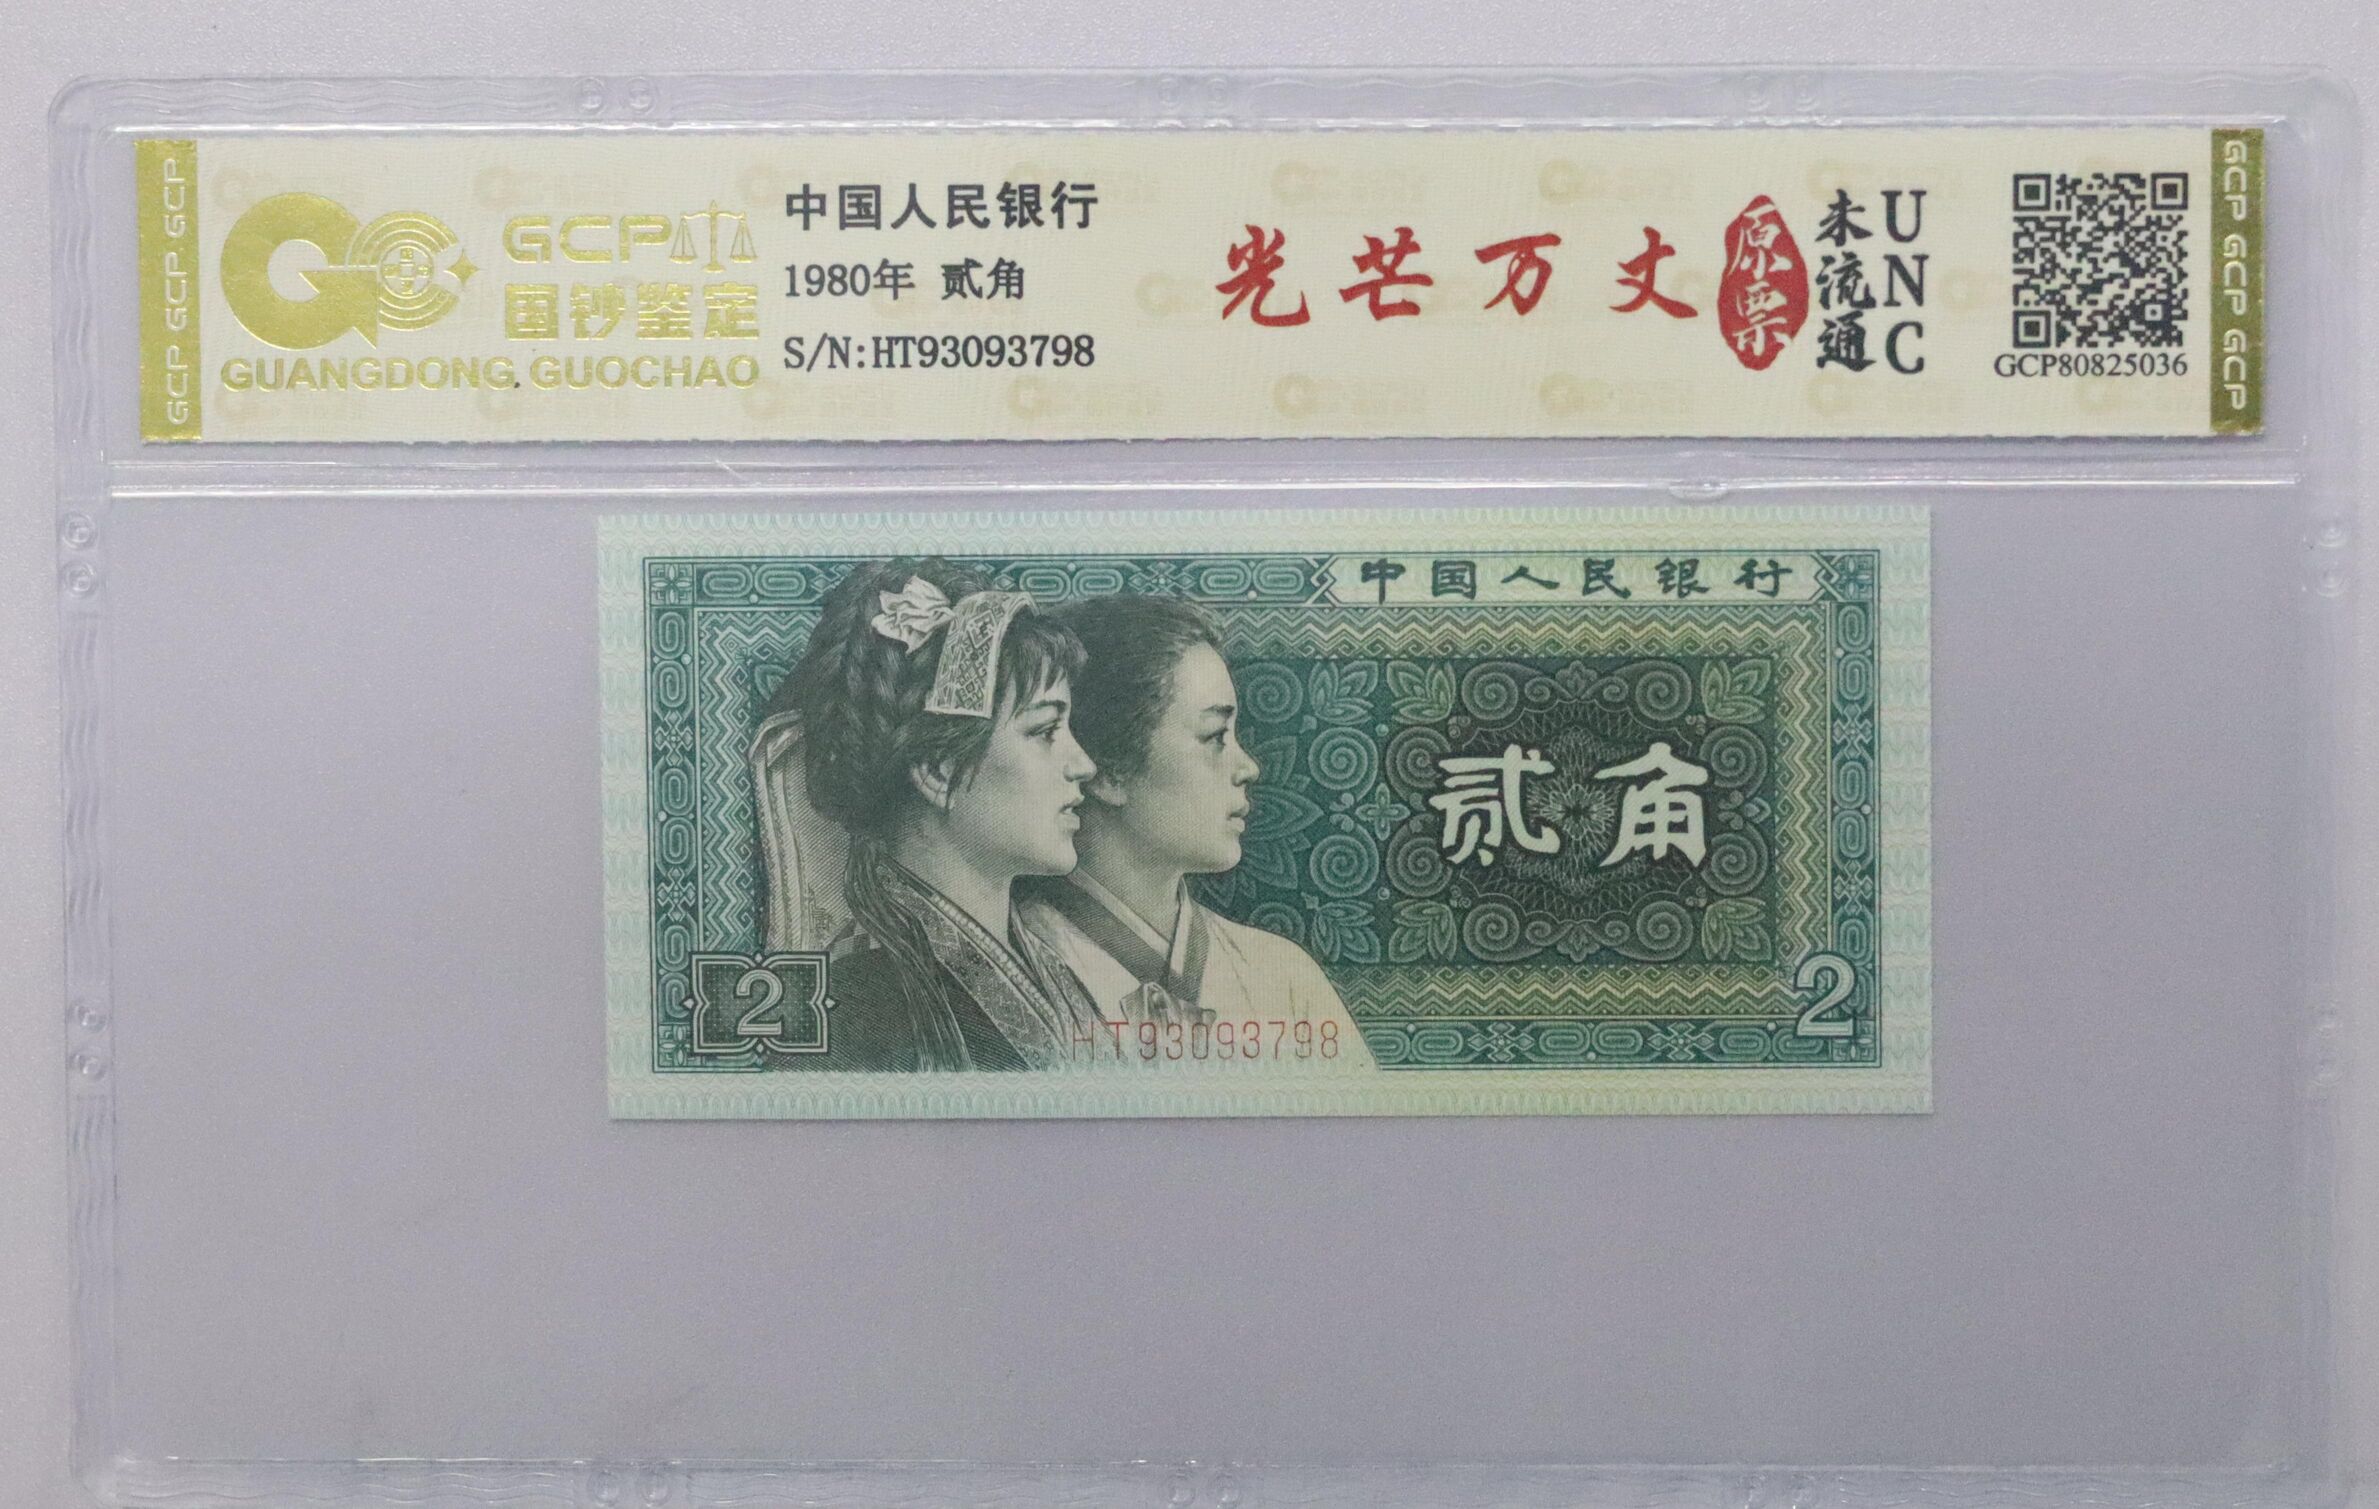 GCP GCP GCP
GCP
国钞鉴定
GUANGDONG. GUOCHAO
中国人民银行
1980年 贰角
S/N:HT93093798
光芒万丈
原票
未流通
UNC
GCP80825036
GCP GCP GCP
中国人民银行
贰角
2
2
HT93093798